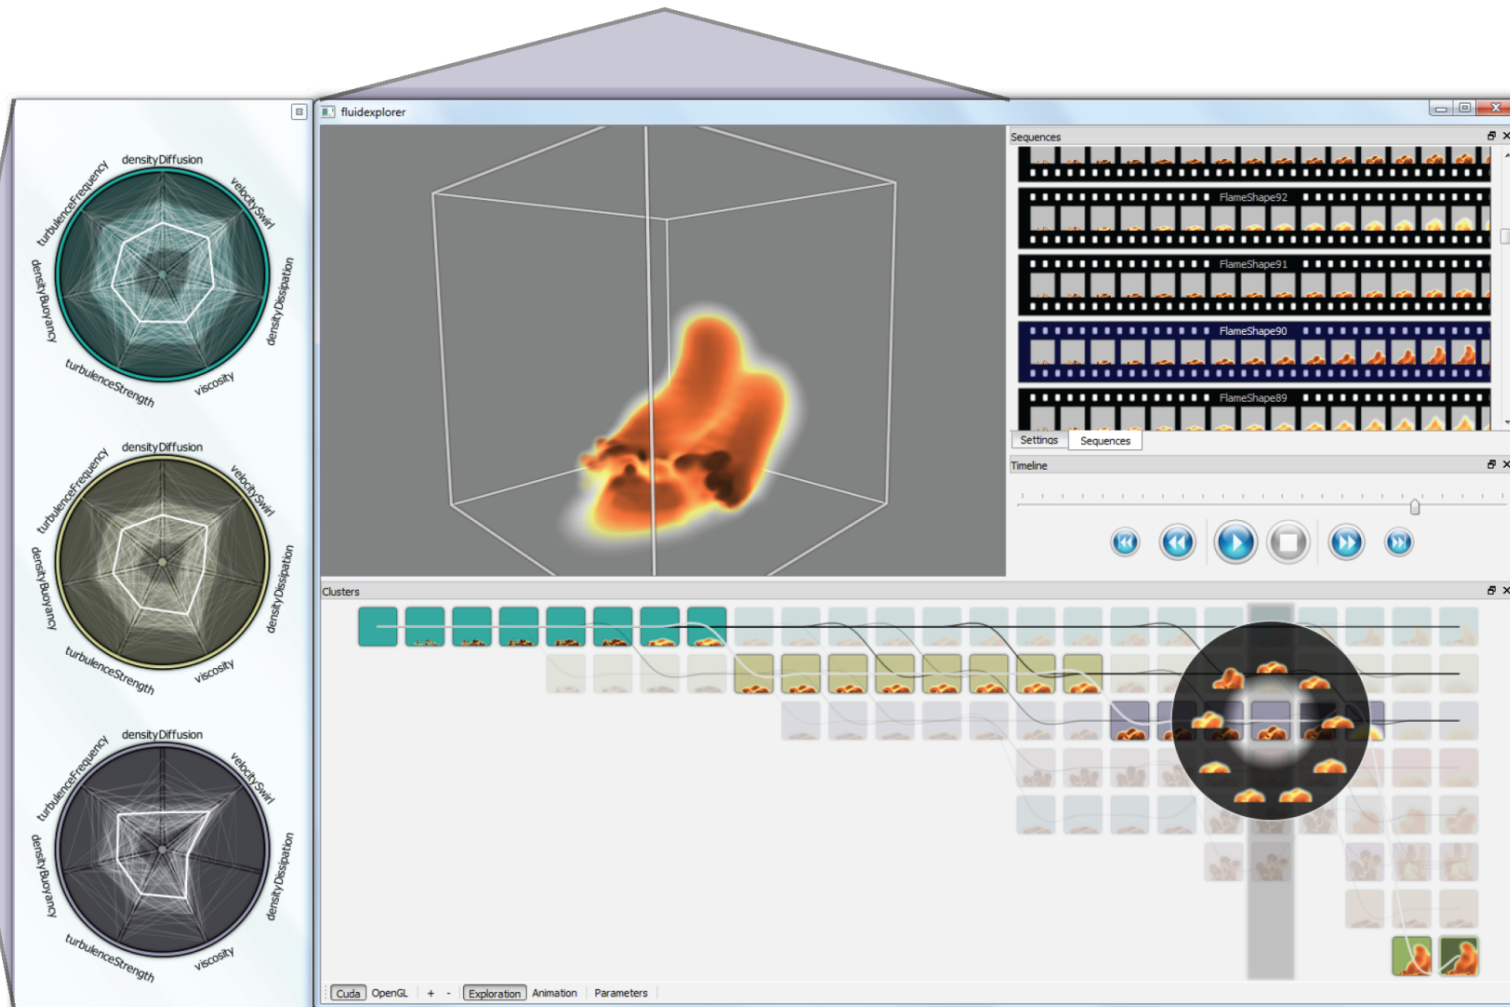 densityDiffusion
velocitySwirl
densityDissipation
viscosity
turbulenceStrength
densityBuoyancy
turbulenceFrequency
densityDiffusion
velocitySwirl
densityDissipation
viscosity
turbulenceStrength
densityBuoyancy
turbulenceFrequency
densityDiffusion
velocitySwirl
densityDissipation
viscosity
turbulenceStrength
densityBuoyancy
turbulenceFrequency
fluidexplorer
Sequences
FlameShape92
FlameShape91
FlameShape90
FlameShape89
Settings Sequences
Timeline
Clusters
Cuda OpenGL + - Exploration Animation Parameters